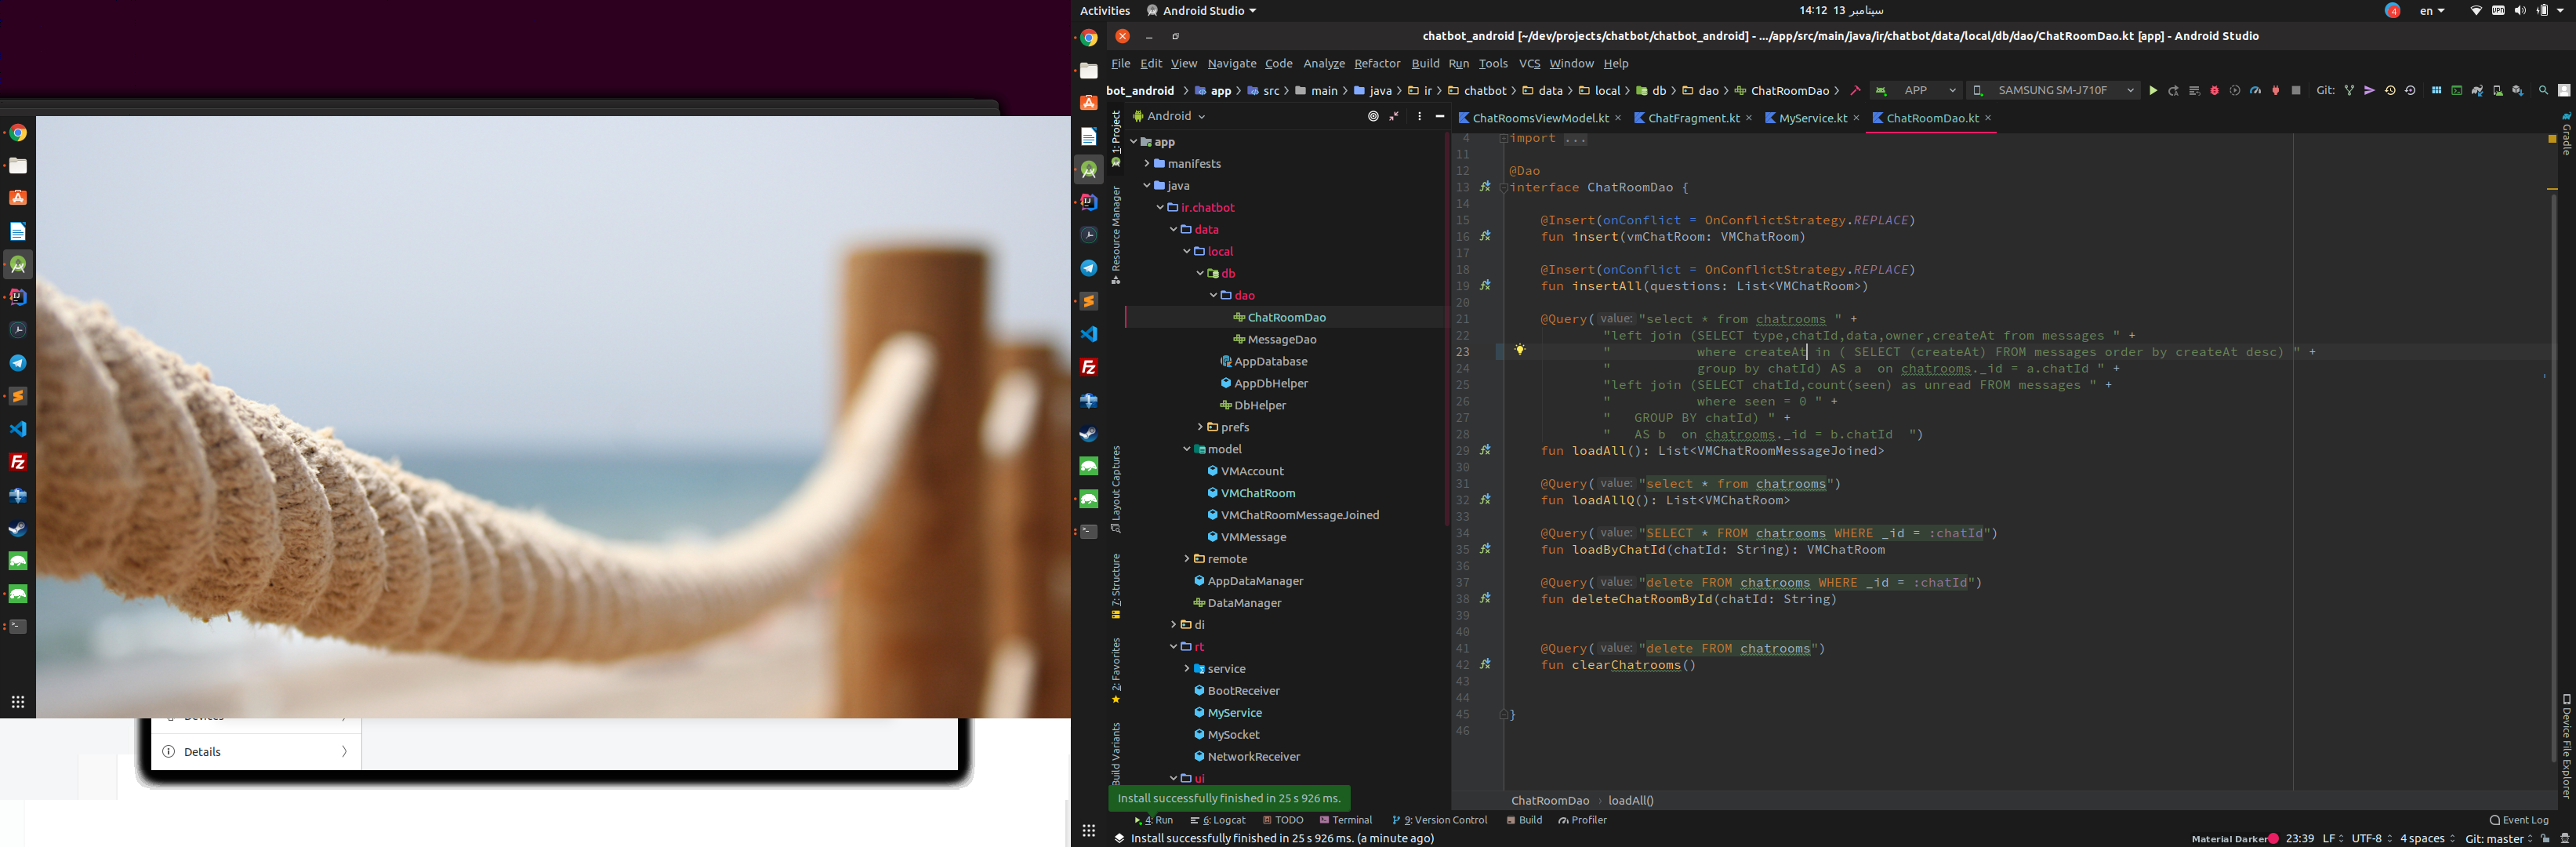 Devices
Details
Activities
Android Studio
14:12 13 سپتامبر
4
en
chatbot_android [~/dev/projects/chatbot/chatbot_android] - .../app/src/main/java/ir/chatbot/data/local/db/dao/ChatRoomDao.kt [app] - Android Studio
File Edit View Navigate Code Analyze Refactor Build Run Tools VCS Window Help
bot_android app src main java ir chatbot data local db dao ChatRoomDao APP SAMSUNG SM-J710F Git:
1: Project
Resource Manager
Layout Captures
7: Structure
2: Favorites
Build Variants
Android
app
manifests
java
ir.chatbot
data
local
db
dao
ChatRoomDao
MessageDao
AppDatabase
AppDbHelper
DbHelper
prefs
model
VMAccount
VMChatRoom
VMChatRoomMessageJoined
VMMessage
remote
AppDataManager
DataManager
di
rt
service
BootReceiver
MyService
MySocket
NetworkReceiver
ui
ChatRoomsViewModel.kt ChatFragment.kt MyService.kt ChatRoomDao.kt
4 import ...
11
12 @Dao
13 interface ChatRoomDao {
14
15 @Insert(onConflict = OnConflictStrategy.REPLACE)
16 fun insert(vmChatRoom: VMChatRoom)
17
18 @Insert(onConflict = OnConflictStrategy.REPLACE)
19 fun insertAll(questions: List<VMChatRoom>)
20
21 @Query( value: "select * from chatrooms " +
22 "left join (SELECT type,chatId,data,owner,createAt from messages " +
23 " where createAt in ( SELECT (createAt) FROM messages order by createAt desc) " +
24 " group by chatId) AS a on chatrooms._id = a.chatId " +
25 "left join (SELECT chatId,count(seen) as unread FROM messages " +
26 " where seen = 0 " +
27 " GROUP BY chatId) " +
28 " AS b on chatrooms._id = b.chatId ")
29 fun loadAll(): List<VMChatRoomMessageJoined>
30
31 @Query( value: "select * from chatrooms")
32 fun loadAllQ(): List<VMChatRoom>
33
34 @Query( value: "SELECT * FROM chatrooms WHERE _id = :chatId")
35 fun loadByChatId(chatId: String): VMChatRoom
36
37 @Query( value: "delete FROM chatrooms WHERE _id = :chatId")
38 fun deleteChatRoomById(chatId: String)
39
40
41 @Query( value: "delete FROM chatrooms")
42 fun clearChatrooms()
43
44
45 }
46
Gradle
Device File Explorer
ChatRoomDao loadAll()
Install successfully finished in 25 s 926 ms.
4: Run 6: Logcat TODO Terminal 9: Version Control Build Profiler Event Log
Install successfully finished in 25 s 926 ms. (a minute ago) Material Darker 23:39 LF UTF-8 4 spaces Git: master